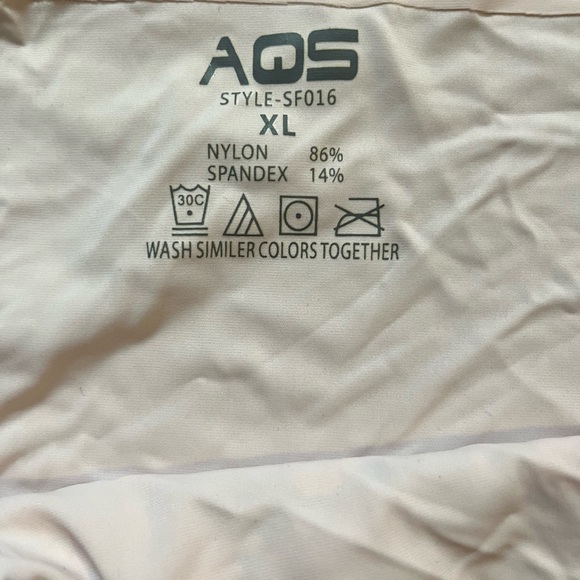 AQS
STYLE-SF016
XL
NYLON 86%
SPANDEX 14%
30C
WASH SIMILER COLORS TOGETHER